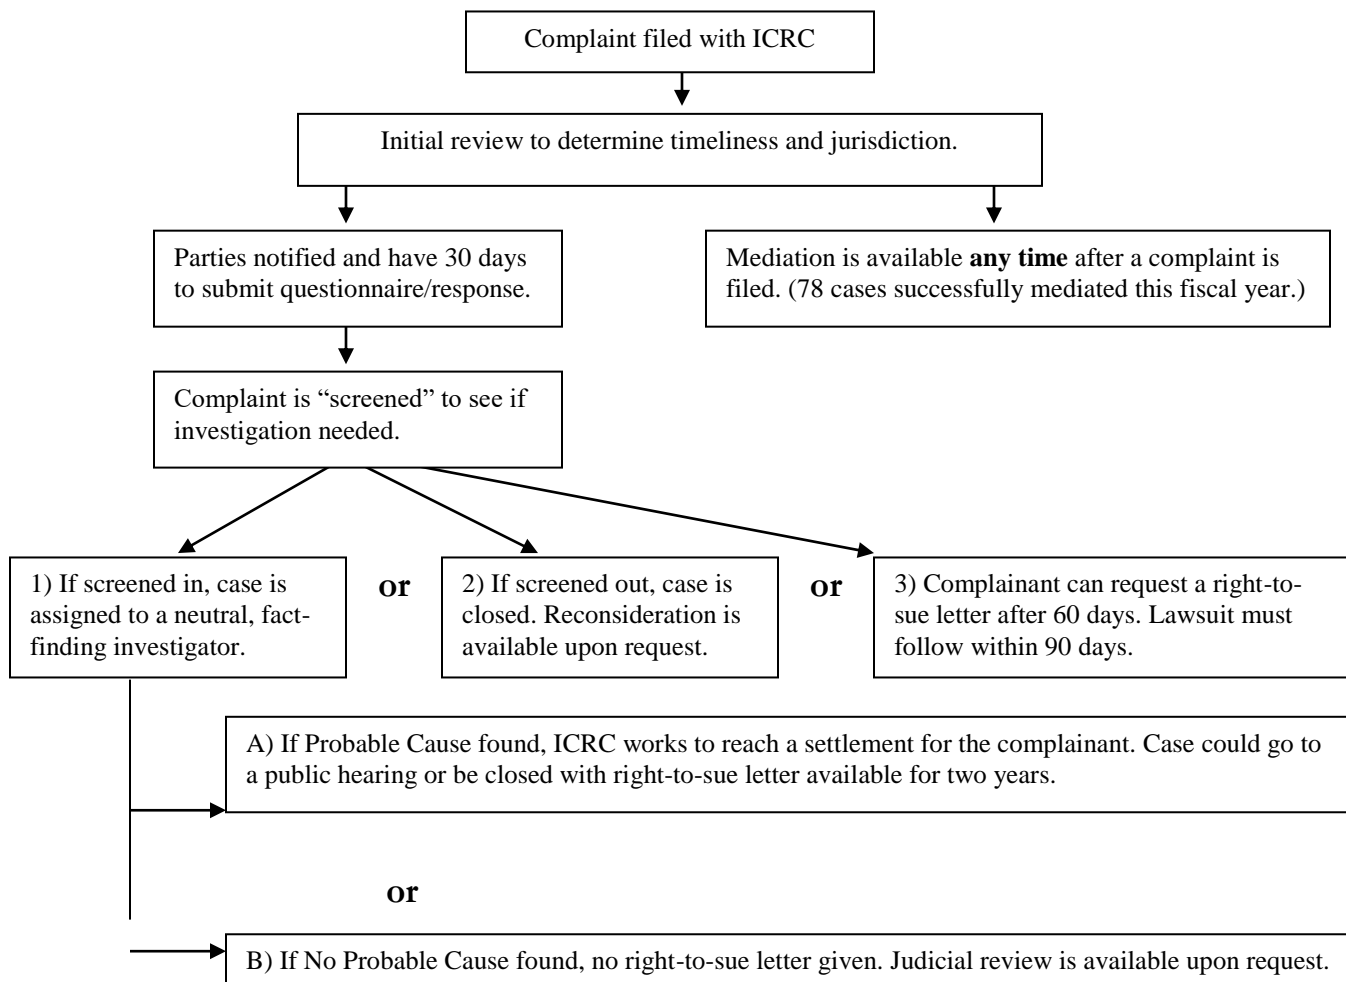 Complaint filed with ICRC
Initial review to determine timeliness and jurisdiction.
Parties notified and have 30 days
to submit questionnaire/response.
Mediation is available any time after a complaint is
filed. (78 cases successfully mediated this fiscal year.)
Complaint is “screened” to see if
investigation needed.
1) If screened in, case is
assigned to a neutral, fact-
finding investigator.
or
2) If screened out, case is
closed. Reconsideration is
available upon request.
or
3) Complainant can request a right-to-
sue letter after 60 days. Lawsuit must
follow within 90 days.
A) If Probable Cause found, ICRC works to reach a settlement for the complainant. Case could go to
a public hearing or be closed with right-to-sue letter available for two years.
or
B) If No Probable Cause found, no right-to-sue letter given. Judicial review is available upon request.